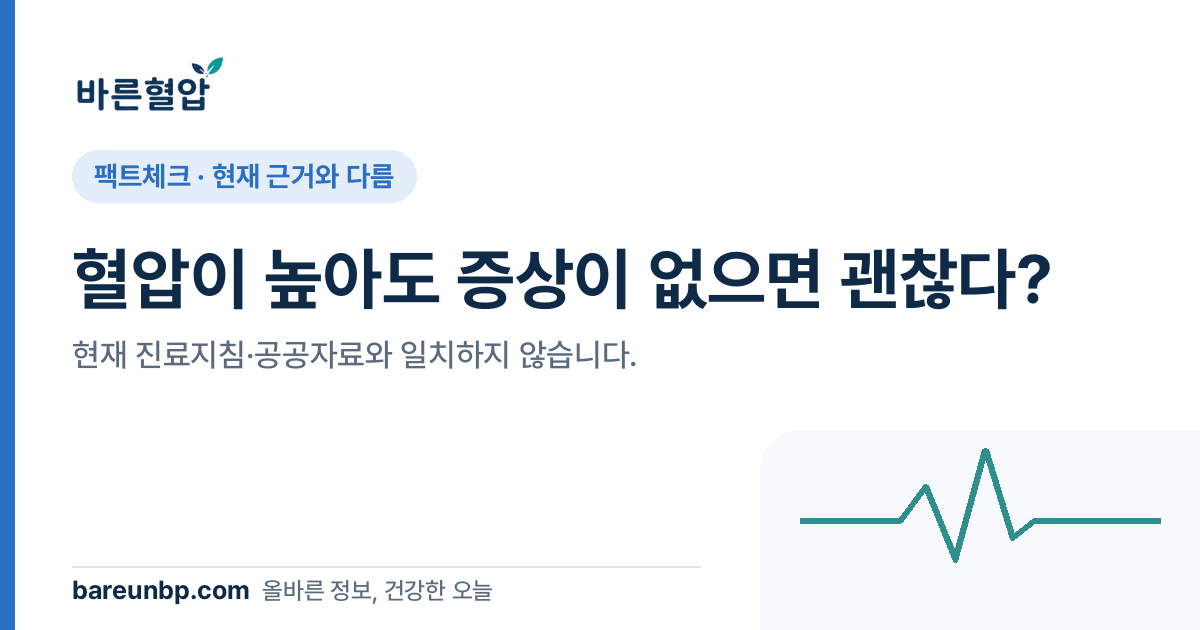 바른혈압
팩트체크 · 현재 근거와 다름
혈압이 높아도 증상이 없으면 괜찮다?
현재 진료지침·공공자료와 일치하지 않습니다.
bareunbp.com 올바른 정보, 건강한 오늘